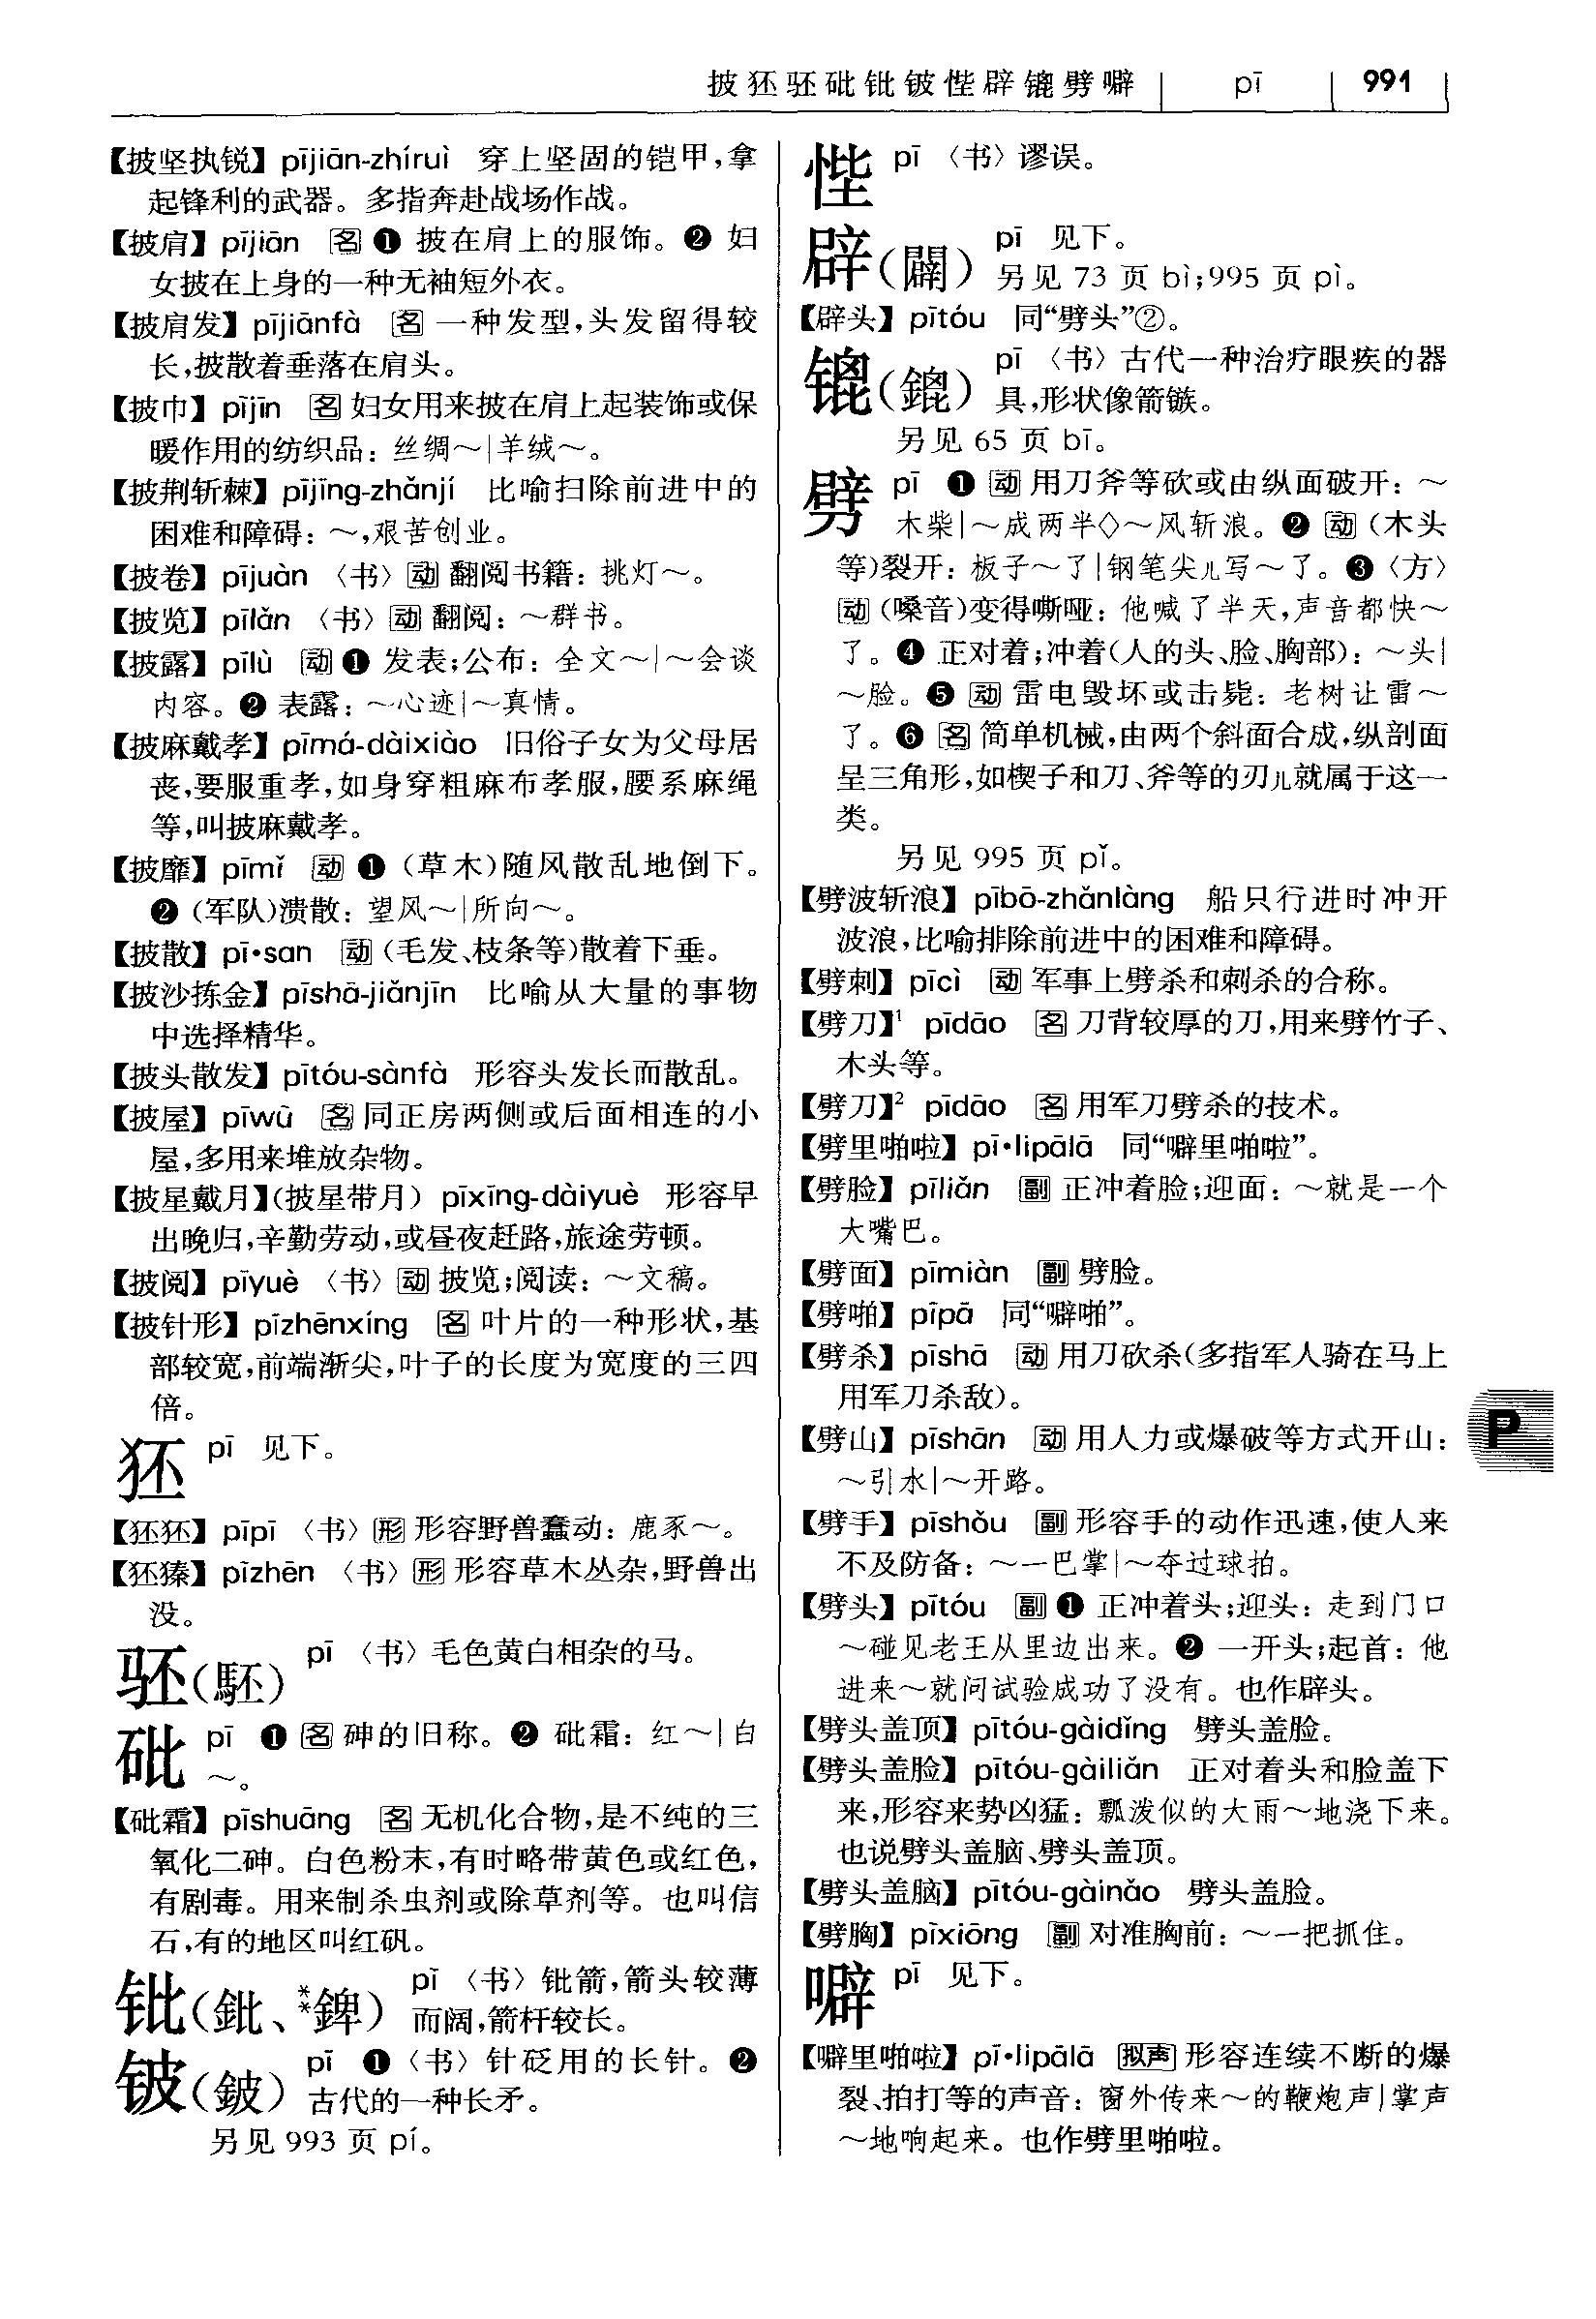 披狉𬳵砒铍铍悂辟𨱍劈噼 pī 991
【披坚执锐】 pījiān-zhíruì 穿上坚固的铠甲,拿
起锋利的武器。多指奔赴战场作战。
【披肩】 pījiān 名 ❶ 披在肩上的服饰。❷ 妇
女披在上身的一种无袖短外衣。
【披肩发】 pījiānfà 名 一种发型,头发留得较
长,披散着垂落在肩头。
【披巾】 pījīn 名 妇女用来披在肩上起装饰或保
暖作用的纺织品:丝绸~|羊绒~。
【披荆斩棘】 pījīng-zhǎnjí 比喻扫除前进中的
困难和障碍:~,艰苦创业。
【披卷】 pījuàn 〈书〉 动 翻阅书籍:挑灯~。
【披览】 pīlǎn 〈书〉 动 翻阅:~群书。
【披露】 pīlù 动 ❶ 发表;公布:全文~|~会谈
内容。❷ 表露:~心迹|~真情。
【披麻戴孝】 pīmá-dàixiào 旧俗子女为父母居
丧,要服重孝,如身穿粗麻布孝服,腰系麻绳
等,叫披麻戴孝。
【披靡】 pīmǐ 动 ❶ (草木)随风散乱地倒下。
❷ (军队)溃散:望风~|所向~。
【披散】 pī•san 动 (毛发、枝条等)散着下垂。
【披沙拣金】 pīshā-jiǎnjīn 比喻从大量的事物
中选择精华。
【披头散发】 pītóu-sànfà 形容头发长而散乱。
【披屋】 pīwū 名 同正房两侧或后面相连的小
屋,多用来堆放杂物。
【披星戴月】(披星带月) pīxīng-dàiyuè 形容早
出晚归,辛勤劳动,或昼夜赶路,旅途劳顿。
【披阅】 pīyuè 〈书〉 动 披览;阅读:~文稿。
【披针形】 pīzhēnxíng 名 叶片的一种形状,基
部较宽,前端渐尖,叶子的长度为宽度的三四
倍。
狉 pī 见下。
【狉狉】 pīpī 〈书〉 形 形容野兽蠢动:鹿豕~。
【狉獉】 pīzhēn 〈书〉 形 形容草木丛杂,野兽出
没。
𬳵(駓) pī 〈书〉毛色黄白相杂的马。
砒 pī ❶ 名 砷的旧称。❷ 砒霜:红~|白
~。
【砒霜】 pīshuāng 名 无机化合物,是不纯的三
氧化二砷。白色粉末,有时略带黄色或红色,
有剧毒。用来制杀虫剂或除草剂等。也叫信
石,有的地区叫红矾。
𨰾(鈚、**錍) pī 〈书〉 𨰾箭,箭头较薄
而阔,箭杆较长。
铍(鈹) pī ❶〈书〉针砭用的长针。❷
古代的一种长矛。
另见 993 页 pí。
悂 pī 〈书〉谬误。
辟(闢) pī 见下。
另见 73 页 bì;995 页 pì。
【辟头】 pītóu 同“劈头”②。
𨱍(鎞) pī 〈书〉古代一种治疗眼疾的器
具,形状像箭镞。
另见 65 页 bī。
劈 pī ❶ 动 用刀斧等砍或由纵面破开:~
木柴|~成两半◇~风斩浪。❷ 动 (木头
等)裂开:板子~了|钢笔尖儿写~了。❸〈方〉
动 (嗓音)变得嘶哑:他喊了半天,声音都快~
了。❹ 正对着;冲着(人的头、脸、胸部):~头|
~脸。❺ 动 雷电毁坏或击毙:老树让雷~
了。❻ 名 简单机械,由两个斜面合成,纵剖面
呈三角形,如楔子和刀、斧等的刃儿就属于这一
类。
另见 995 页 pǐ。
【劈波斩浪】 pībō-zhǎnlàng 船只行进时冲开
波浪,比喻排除前进中的困难和障碍。
【劈刺】 pīcì 动 军事上劈杀和刺杀的合称。
【劈刀】¹ pīdāo 名 刀背较厚的刀,用来劈竹子、
木头等。
【劈刀】² pīdāo 名 用军刀劈杀的技术。
【劈里啪啦】 pī•lipālā 同“噼里啪啦”。
【劈脸】 pīliǎn 副 正冲着脸;迎面:~就是一个
大嘴巴。
【劈面】 pīmiàn 副 劈脸。
【劈啪】 pīpā 同“噼啪”。
【劈杀】 pīshā 动 用刀砍杀(多指军人骑在马上
用军刀杀敌)。
【劈山】 pīshān 动 用人力或爆破等方式开山:
~引水|~开路。
【劈手】 pīshǒu 副 形容手的动作迅速,使人来
不及防备:~一巴掌|~夺过球拍。
【劈头】 pītóu 副 ❶ 正冲着头;迎头:走到门口
~碰见老王从里边出来。❷ 一开头;起首:他
进来~就问试验成功了没有。也作辟头。
【劈头盖顶】 pītóu-gàidǐng 劈头盖脸。
【劈头盖脸】 pītóu-gàiliǎn 正对着头和脸盖下
来,形容来势凶猛:瓢泼似的大雨~地浇下来。
也说劈头盖脑、劈头盖顶。
【劈头盖脑】 pītóu-gàinǎo 劈头盖脸。
【劈胸】 pīxiōng 副 对准胸前:~一把抓住。
噼 pī 见下。
【噼里啪啦】 pī•lipālā 拟声 形容连续不断的爆
裂、拍打等的声音:窗外传来~的鞭炮声|掌声
~地响起来。也作劈里啪啦。
P